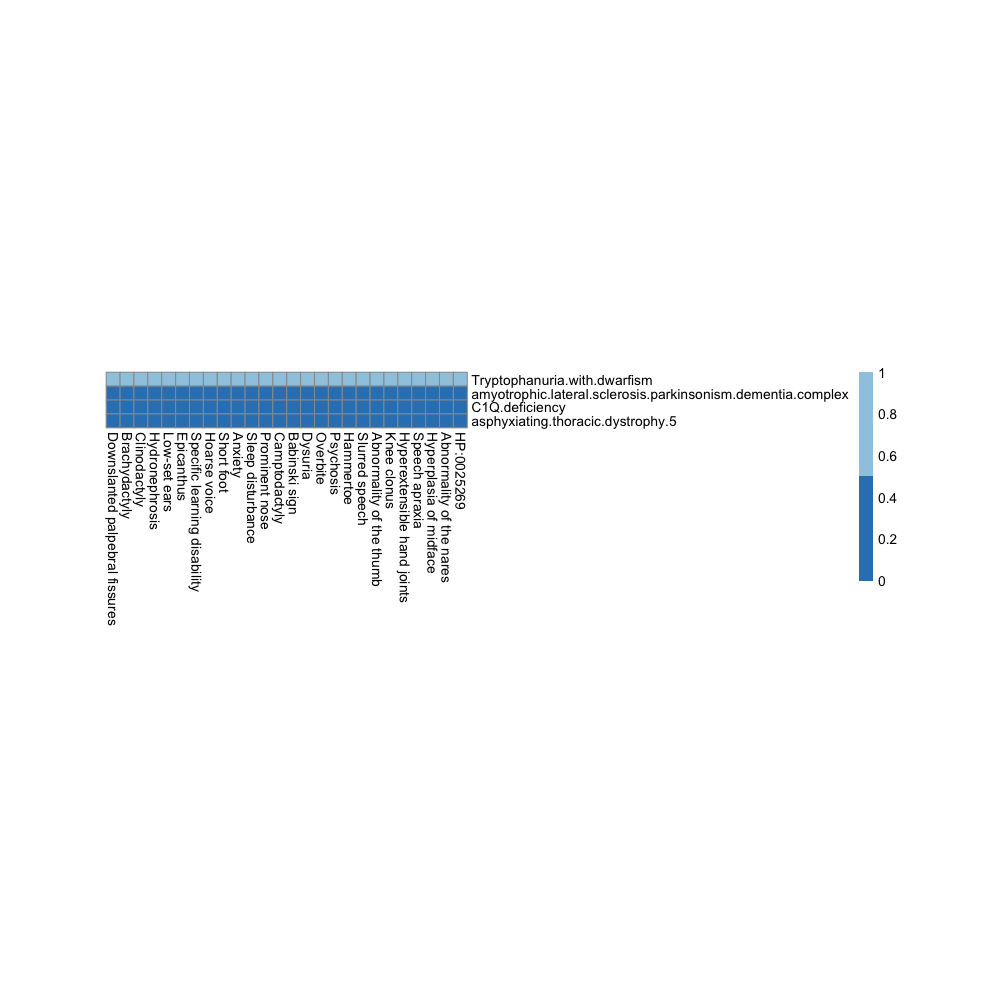 Tryptophanuria.with.dwarfism
amyotrophic.lateral.sclerosis.parkinsonism.dementia.complex
C1Q.deficiency
asphyxiating.thoracic.dystrophy.5
Downslanted palpebral fissures
Brachydactyly
Clinodactyly
Hydronephrosis
Low-set ears
Epicanthus
Specific learning disability
Hoarse voice
Short foot
Anxiety
Sleep disturbance
Prominent nose
Camptodactyly
Babinski sign
Dysuria
Overbite
Psychosis
Hammertoe
Slurred speech
Abnormality of the thumb
Knee clonus
Hyperextensible hand joints
Speech apraxia
Hyperplasia of midface
Abnormality of the nares
HP:0025269
1
0.8
0.6
0.4
0.2
0